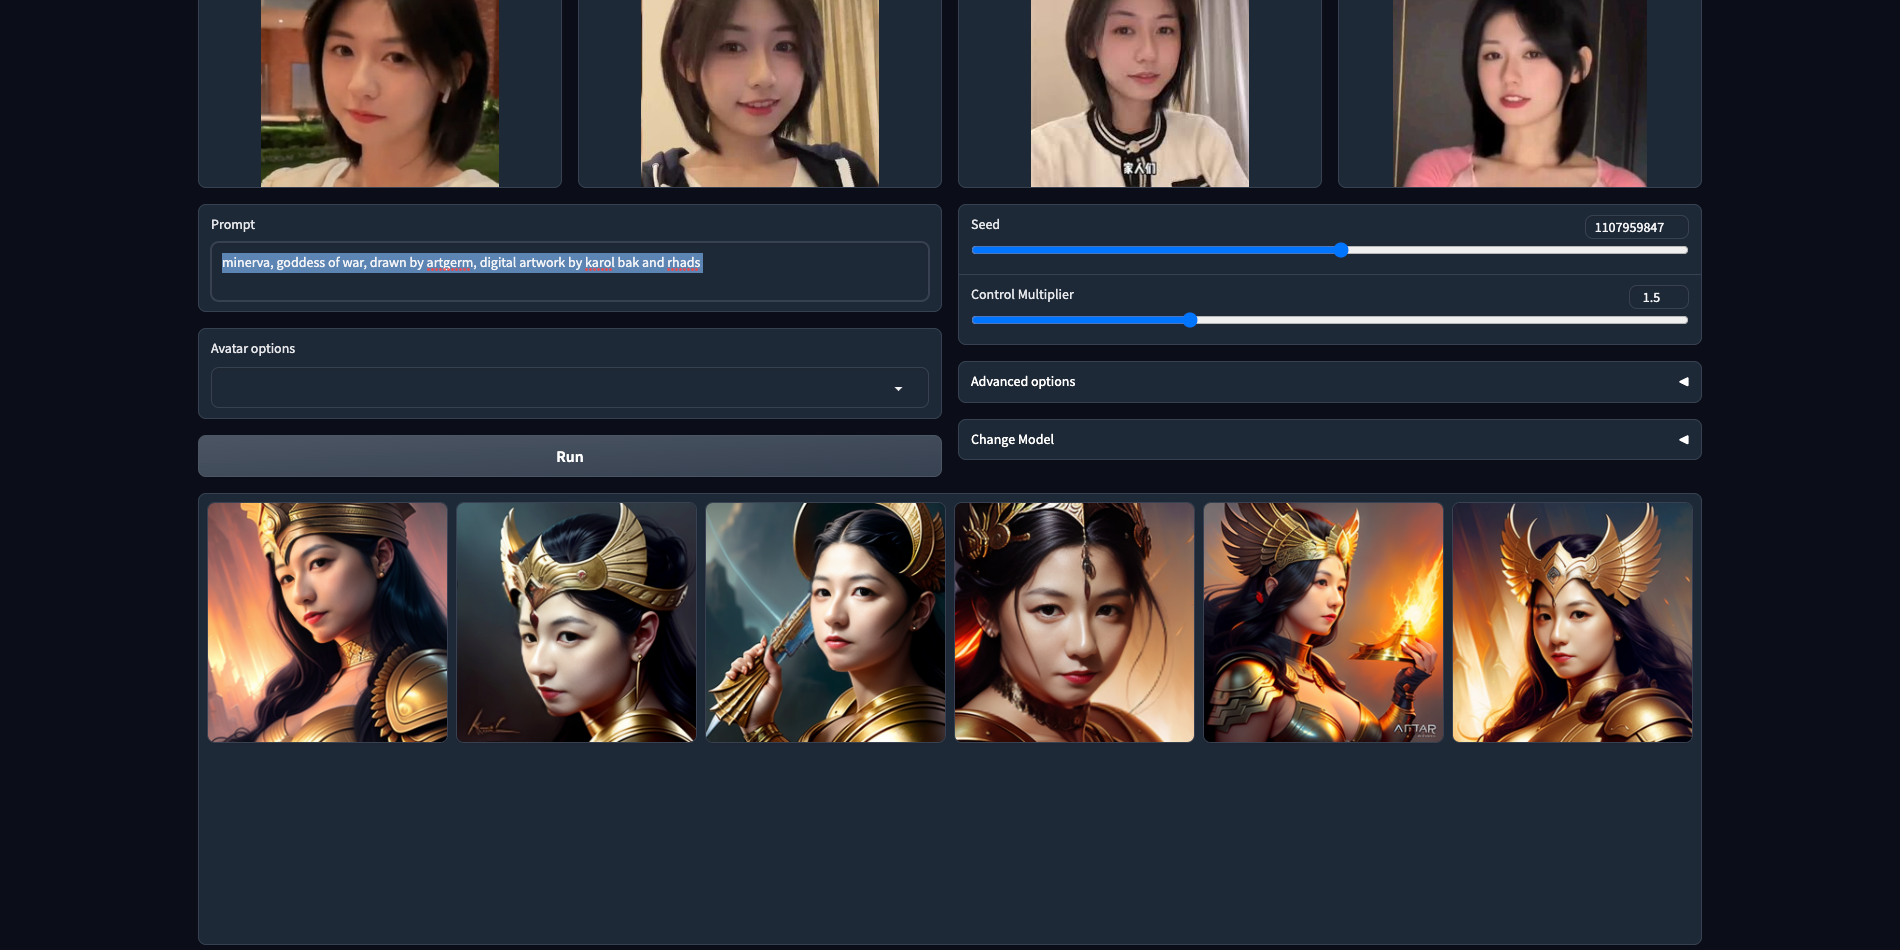 家人们
Prompt
minerva, goddess of war, drawn by artgerm, digital artwork by karol bak and rhads
Seed
1107959847
Control Multiplier
1.5
Avatar options
Advanced options
Change Model
Run